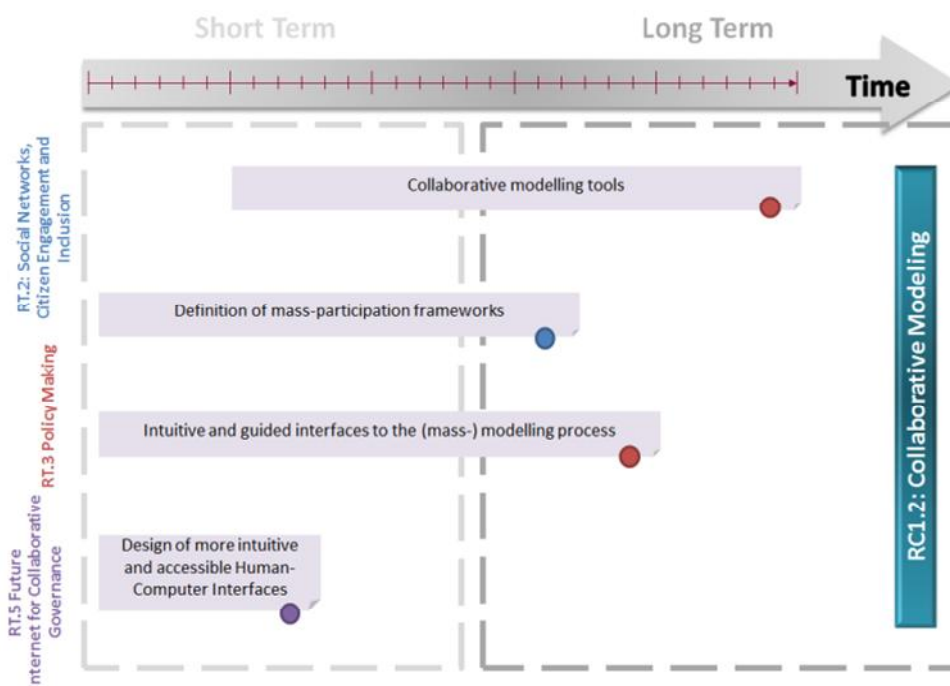 Short Term
Long Term
Time
RT.2: Social Networks,
Citizen Engagement and
Inclusion
Collaborative modelling tools
Definition of mass-participation frameworks
RT.3 Policy Making
Intuitive and guided interfaces to the (mass-) modelling process
RT.5 Future
nternet for Collaborative
Governance
Design of more intuitive
and accessible Human-
Computer Interfaces
RC1.2: Collaborative Modeling